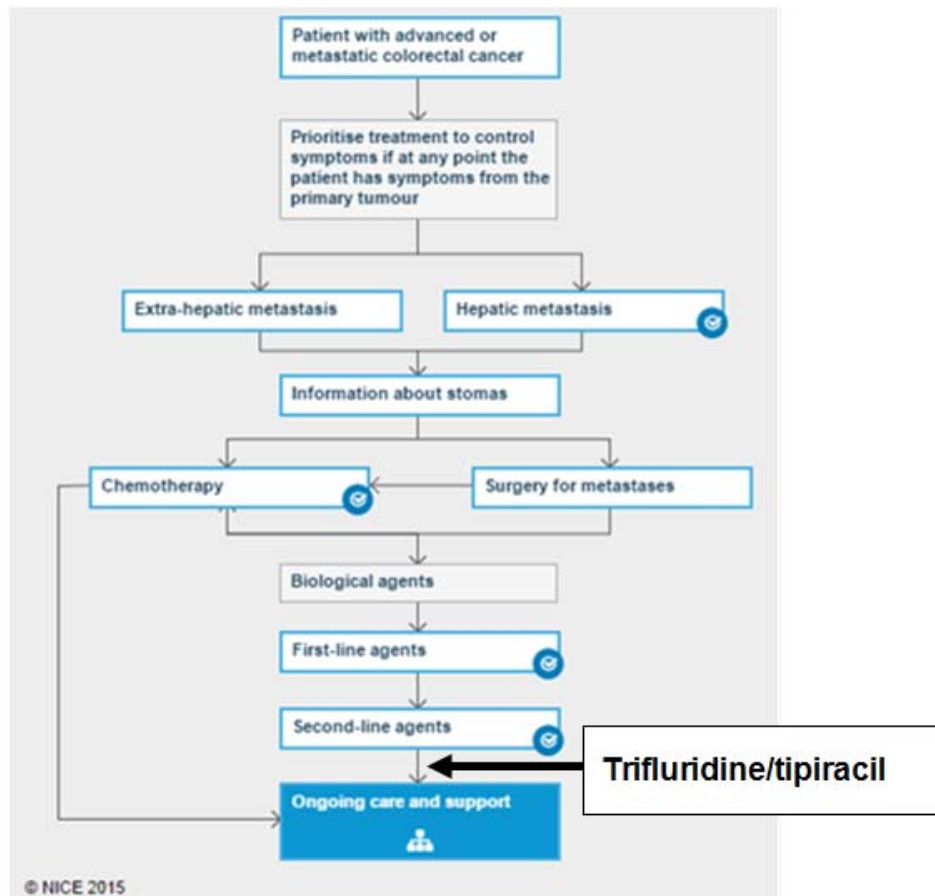 Patient with advanced or
metastatic colorectal cancer
Prioritise treatment to control
symptoms if at any point the
patient has symptoms from the
primary tumour
Extra-hepatic metastasis
Hepatic metastasis
Information about stomas
Chemotherapy
Surgery for metastases
Biological agents
First-line agents
Second-line agents
Trifluridine/tipiracil
Ongoing care and support
© NICE 2015